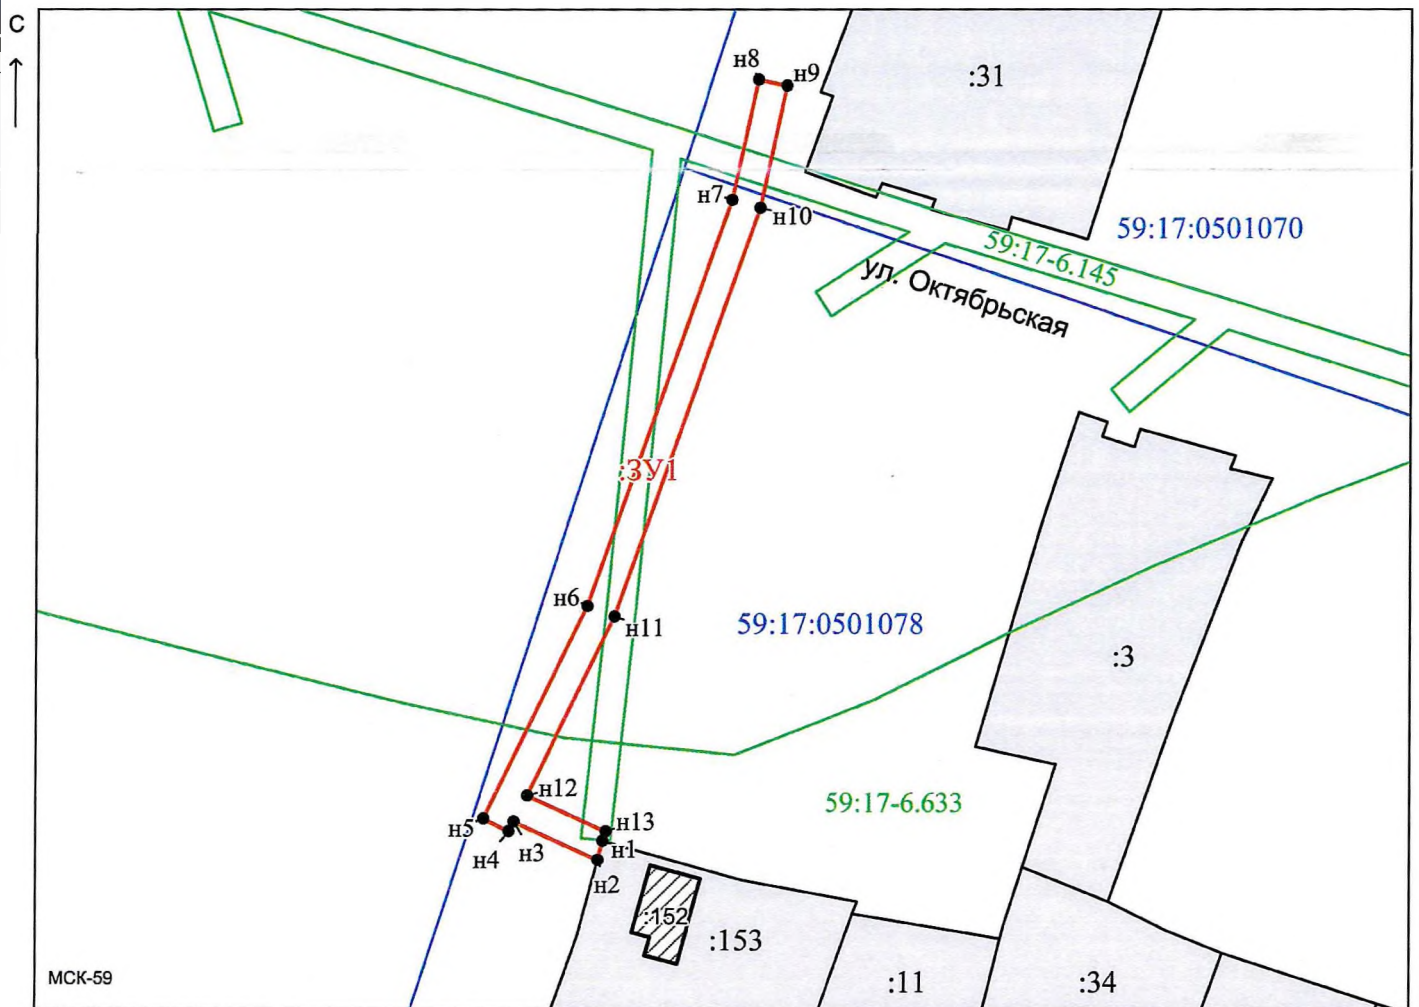 С
н8
н9
:31
н7
н10
59:17:0501070
59:17-6.145
ул. Октябрьская
:ЗУ1
н6
н11
59:17:0501078
:3
н12
59:17-6.633
н5
н13
н4
н3
н1
н2
:152
:153
:11
:34
МСК-59